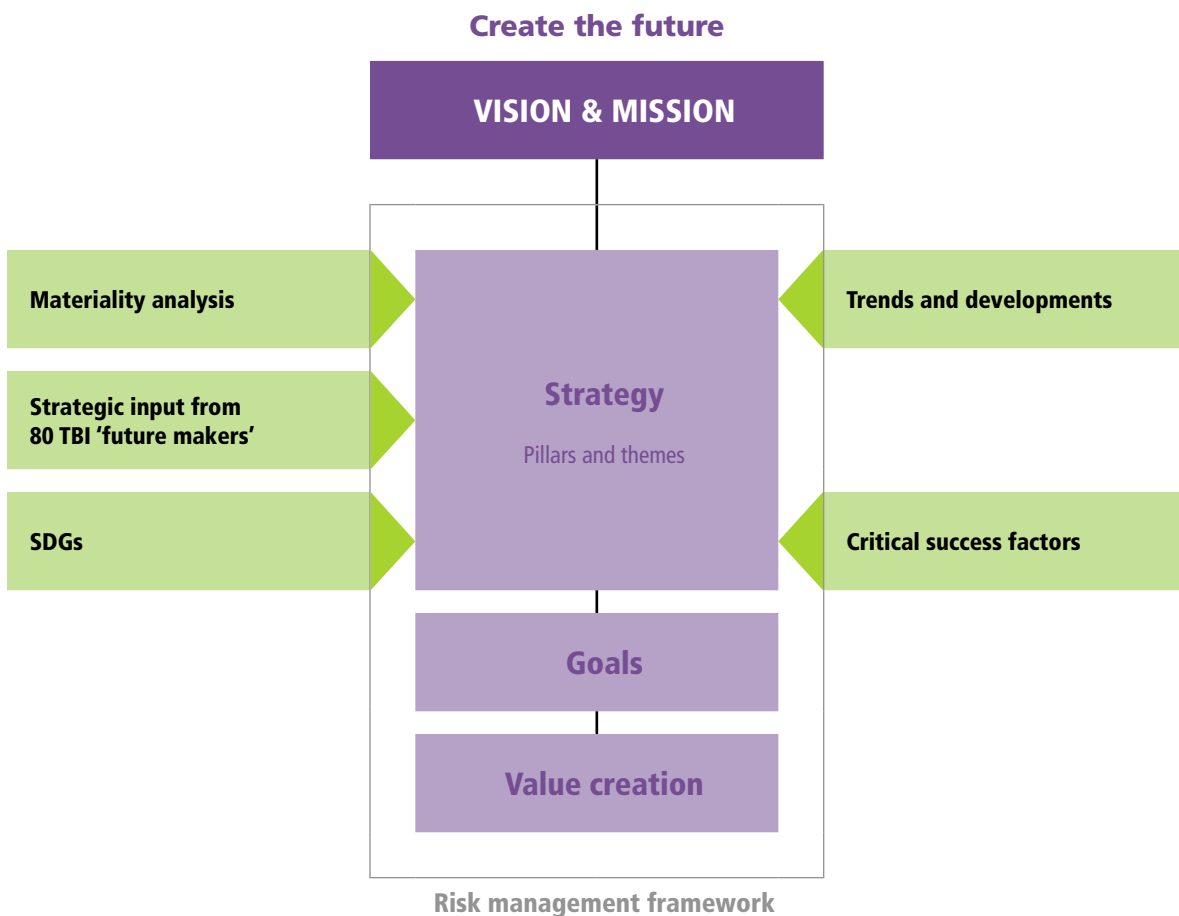 Create the future
VISION & MISSION
Materiality analysis
Trends and developments
Strategic input from
80 TBI ‘future makers’
Strategy
Pillars and themes
SDGs
Critical success factors
Goals
Value creation
Risk management framework